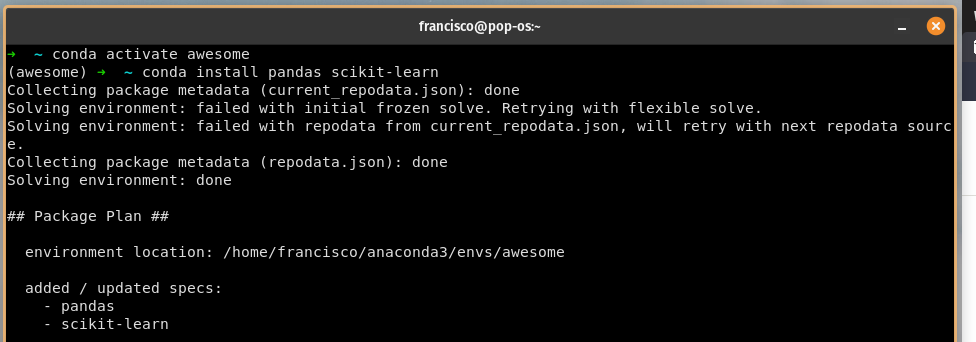 francisco@pop-os:~
➜  ~ conda activate awesome
(awesome) ➜  ~ conda install pandas scikit-learn
Collecting package metadata (current_repodata.json): done
Solving environment: failed with initial frozen solve. Retrying with flexible solve.
Solving environment: failed with repodata from current_repodata.json, will retry with next repodata sourc
e.
Collecting package metadata (repodata.json): done
Solving environment: done
## Package Plan ##
  environment location: /home/francisco/anaconda3/envs/awesome
  added / updated specs:
    - pandas
    - scikit-learn